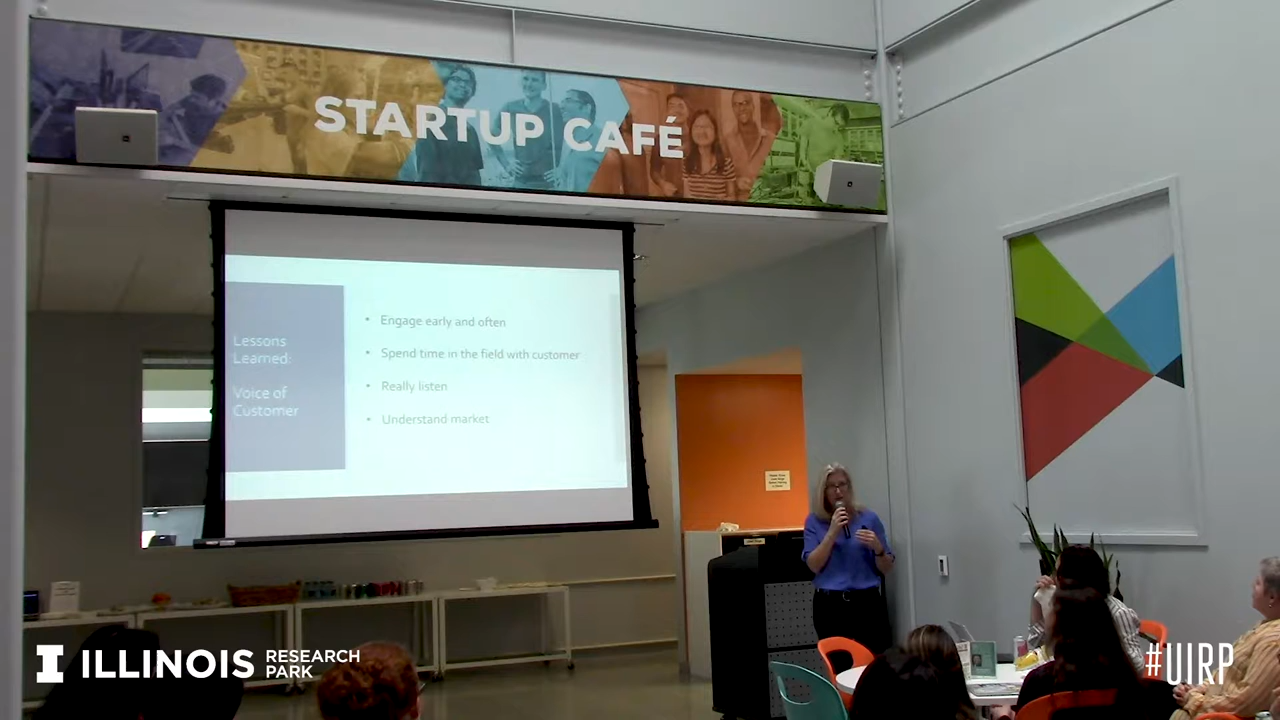 STARTUP CAFÉ
Lessons
Learned:
Voice of
Customer
• Engage early and often
• Spend time in the field with customer
• Really listen
• Understand market
I ILLINOIS RESEARCH
PARK
#UIRP